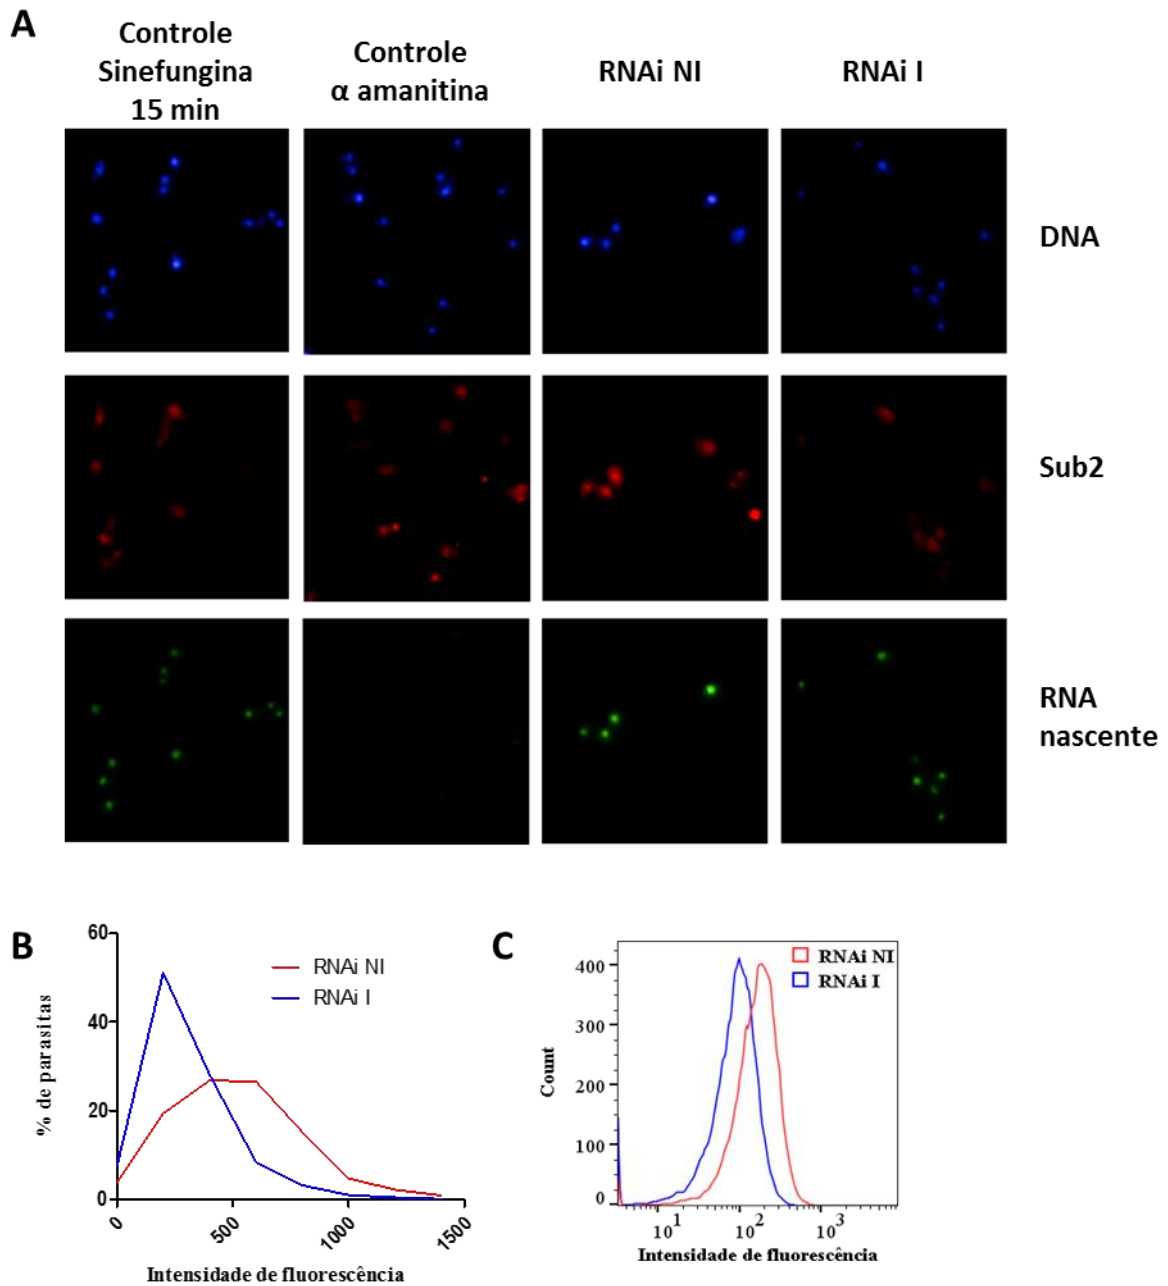 A
Controle
Sinefungina
15 min
Controle
α amanitina
RNAi NI
RNAi I
DNA
Sub2
RNA
nascente
B
60
40
20
0
% de parasitas
RNAi NI
RNAi I
0
500
1000
1500
Intensidade de fluorescência
C
400
300
200
100
0
Count
RNAi NI
RNAi I
10¹
10²
10³
Intensidade de fluorescência